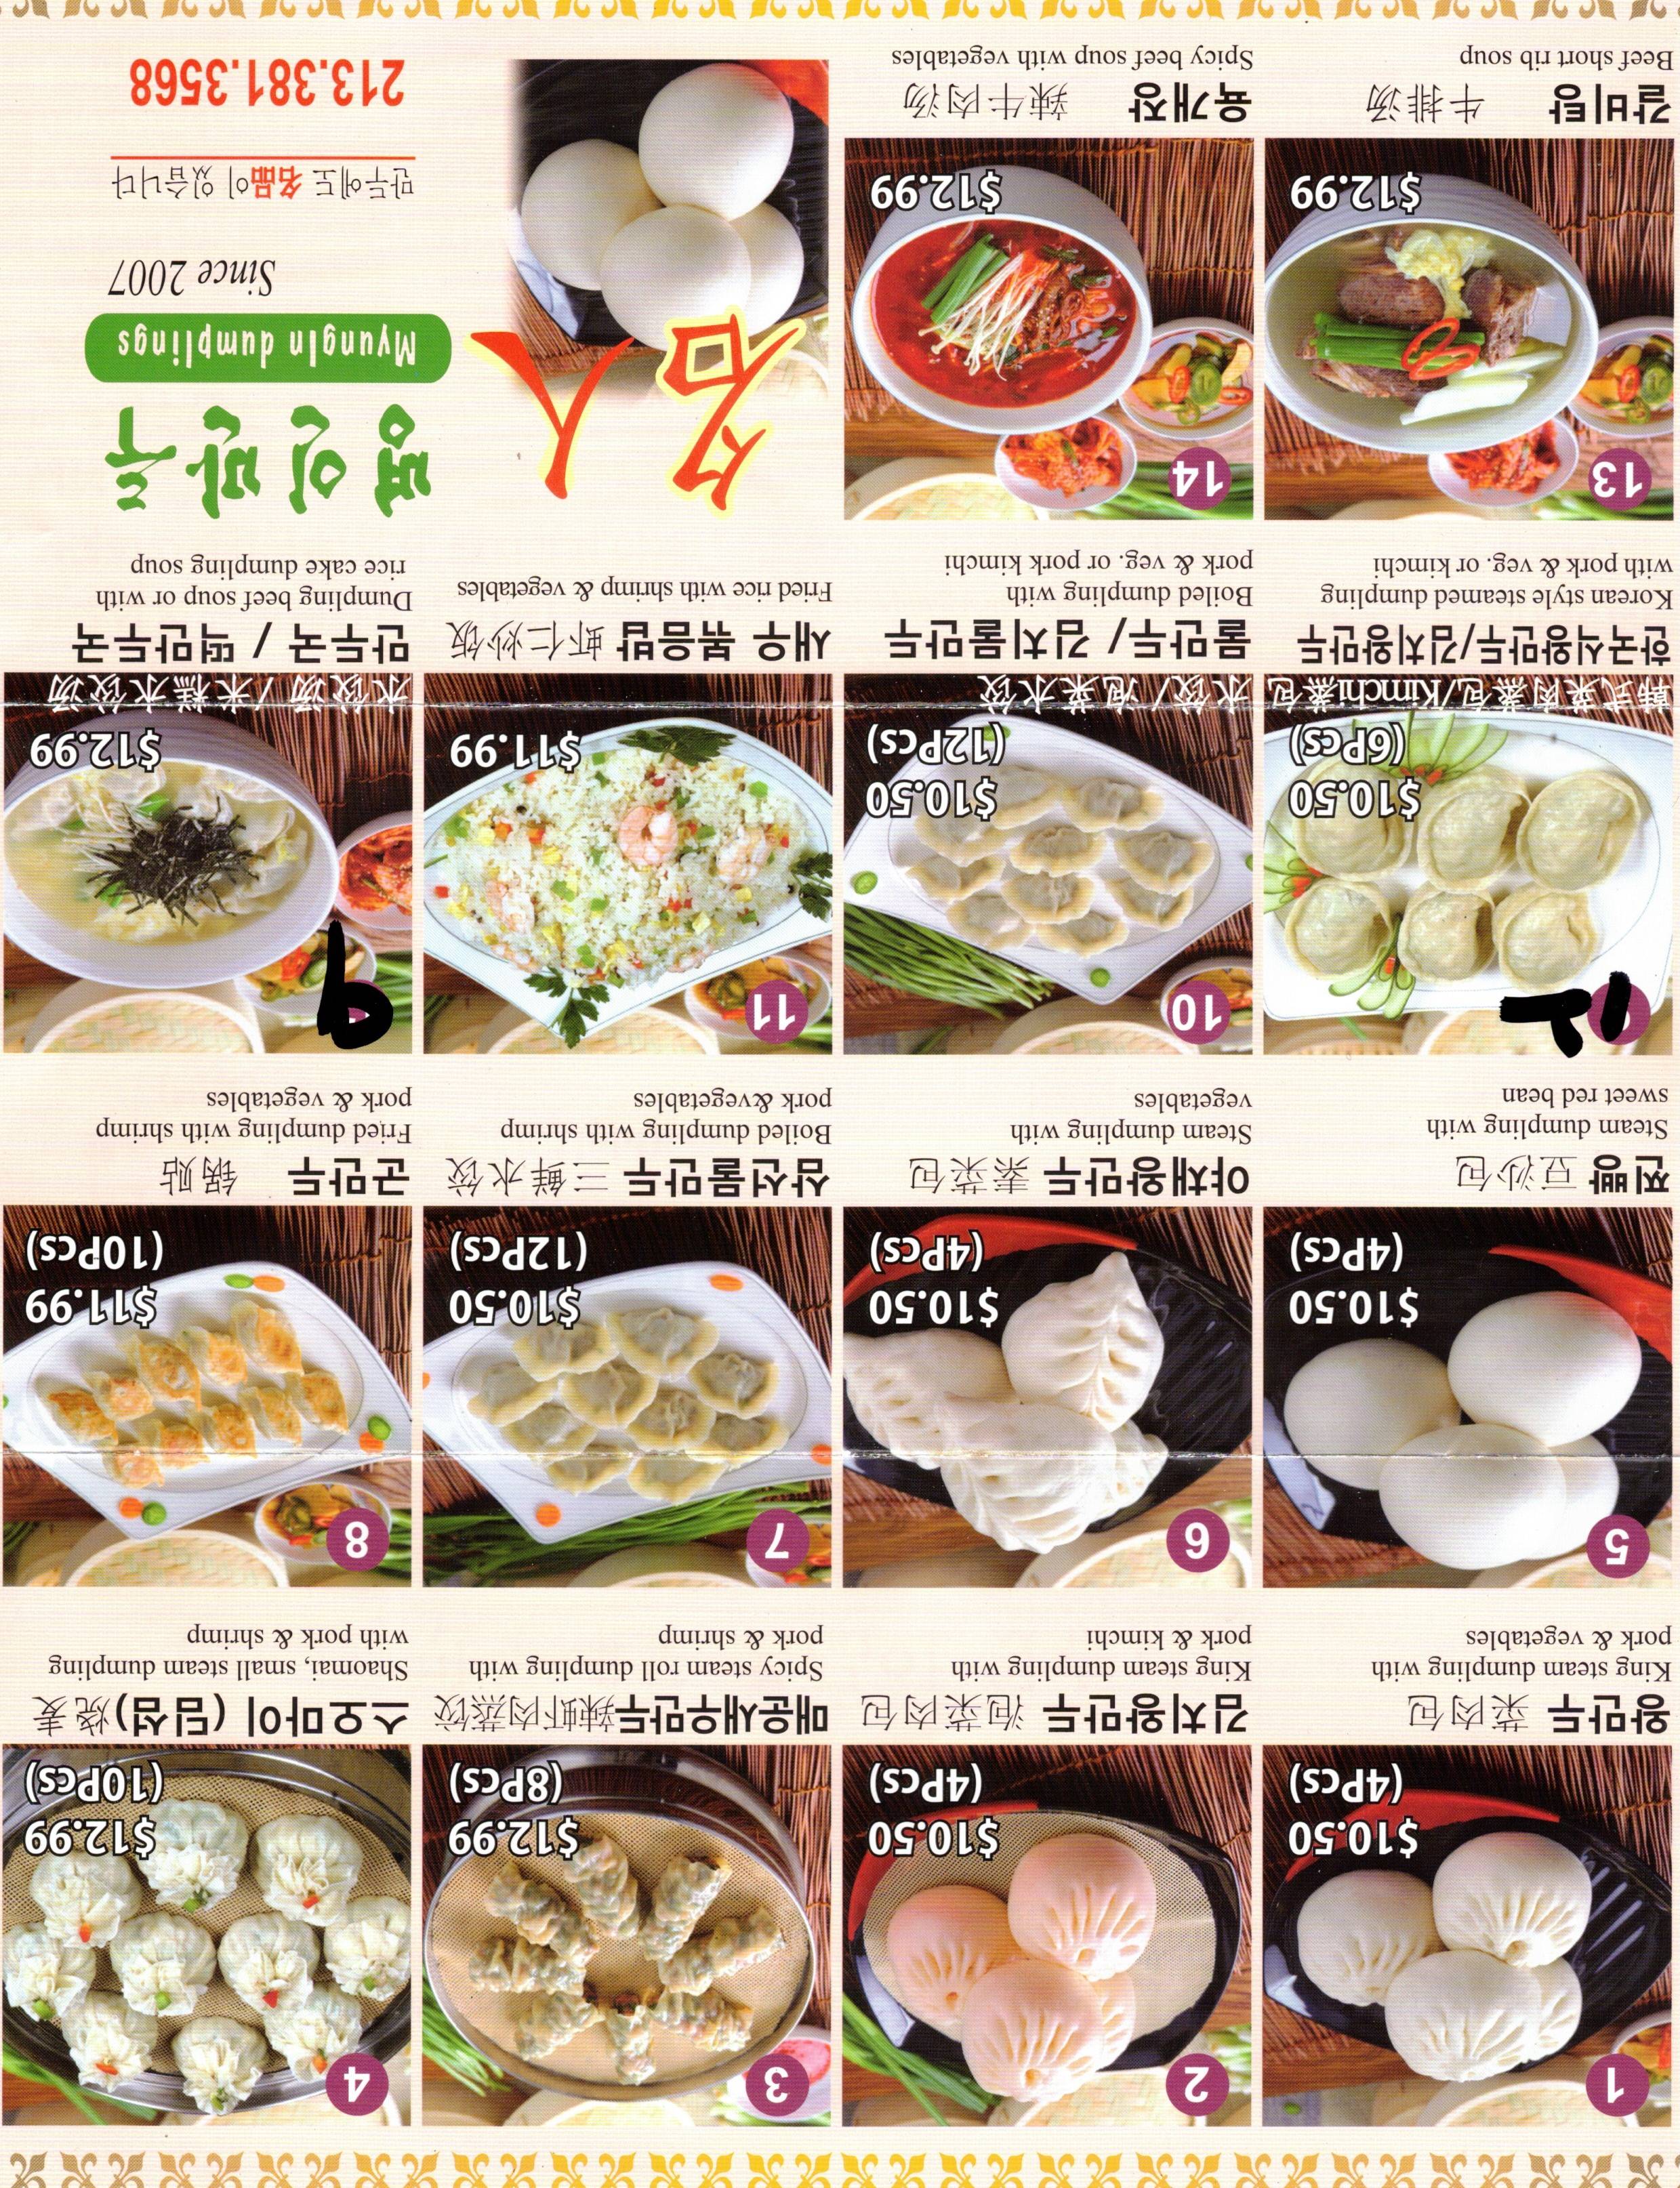 1
$10.50
(4Pcs)
왕만두 菜肉包
King steam dumpling with
pork & vegetables
2
$10.50
(4Pcs)
김치왕만두 泡菜肉包
King steam dumpling with
pork & kimchi
3
$12.99
(8Pcs)
매운새우만두辣虾肉蒸饺
Spicy steam roll dumpling with
pork & shrimp
4
$12.99
(10Pcs)
스오마이 (딤섬)烧麦
Shaomai, small steam dumpling
with pork & shrimp
5
$10.50
(4Pcs)
찐빵 豆沙包
Steam dumpling with
sweet red bean
6
$10.50
(4Pcs)
야채왕만두 素菜包
Steam dumpling with
vegetables
7
$10.50
(12Pcs)
삼선물만두 三鲜水饺
Boiled dumpling with shrimp
pork &vegetables
8
$11.99
(10Pcs)
군만두 锅贴
Fried dumpling with shrimp
pork & vegetables
12
$10.50
(6Pcs)
韩式菜肉蒸包/Kimchi蒸包
한국식왕만두/김치왕만두
Korean style steamed dumpling
with pork & veg. or kimchi
10
$10.50
(12Pcs)
水饺/ 泡菜水饺
물만두/ 김치물만두
Boiled dumpling with
pork & veg. or pork kimchi
11
$11.99
새우 볶음밥 虾仁炒饭
Fried rice with shrimp & vegetables
9
$12.99
水饺汤 /米糕水饺汤
만두국 / 떡만두국
Dumpling beef soup or with
rice cake dumpling soup
13
$12.99
갈비탕 牛排汤
Beef short rib soup
14
$12.99
육개장 辣牛肉汤
Spicy beef soup with vegetables
名人
명인만두
MyungIn dumplings
Since 2007
만두에도 名品이 있습니다
213.381.3568